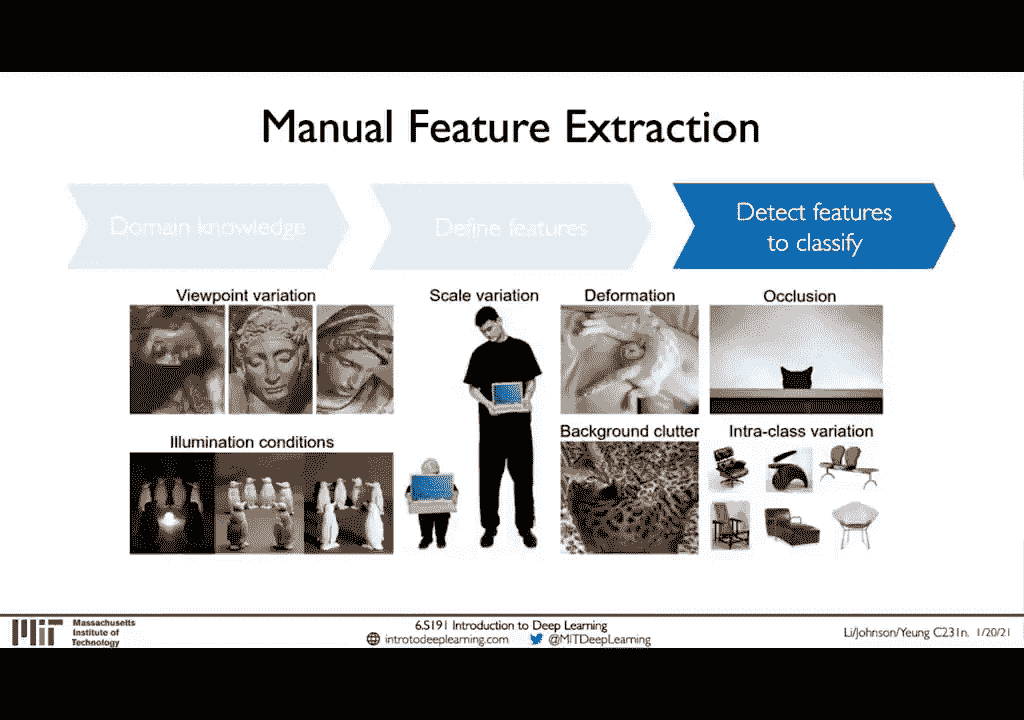 Manual Feature Extraction
Domain knowledge
Define features
Detect features
to classify
Viewpoint variation
Scale variation
Deformation
Occlusion
Illumination conditions
Background clutter
Intra-class variation
MIT
Massachusetts
Institute of
Technology
6.S191 Introduction to Deep Learning
introtodeeplearning.com
@MITDeepLearning
Li/Johnson/Yeung C231n.
1/20/21